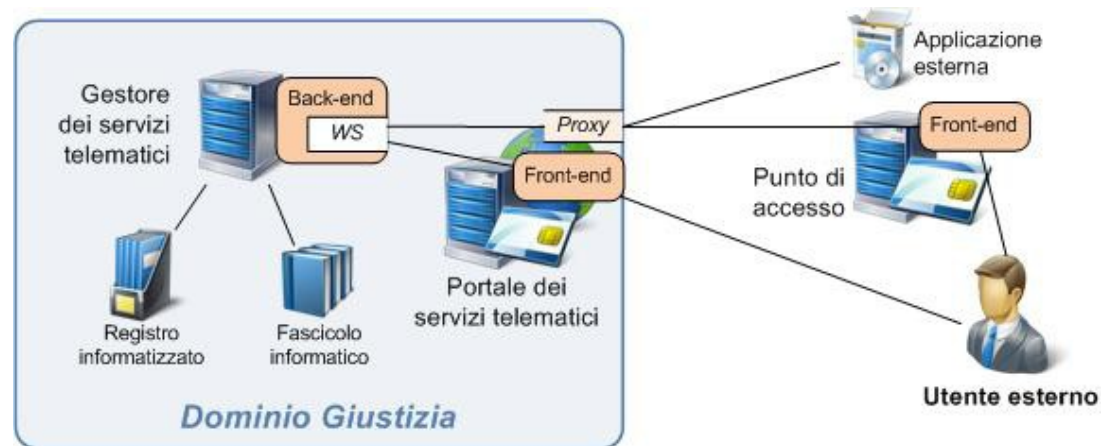 Gestore
dei servizi
telematici
Back-end
WS
Proxy
Front-end
Applicazione
esterna
Front-end
Punto di
accesso
Portale dei
servizi telematici
Registro
informatizzato
Fascicolo
informatico
Utente esterno
Dominio Giustizia